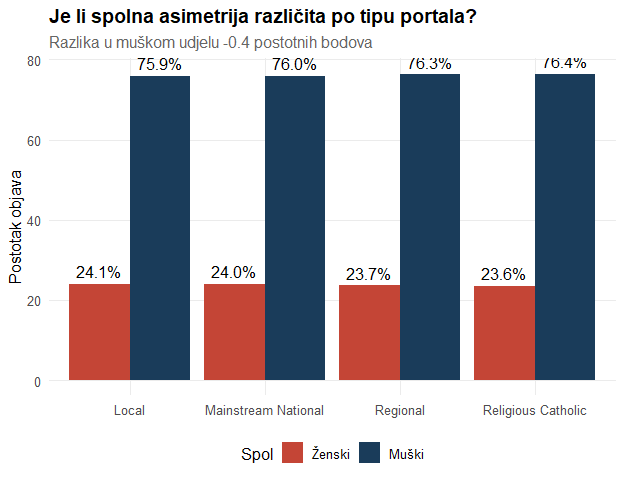 Je li spolna asimetrija različita po tipu portala?
Razlika u muškom udjelu -0.4 postotnih bodova
Postotak objava
80
60
40
20
0
24.1%
75.9%
24.0%
76.0%
23.7%
76.3%
23.6%
76.4%
Local
Mainstream National
Regional
Religious Catholic
Spol
Ženski
Muški